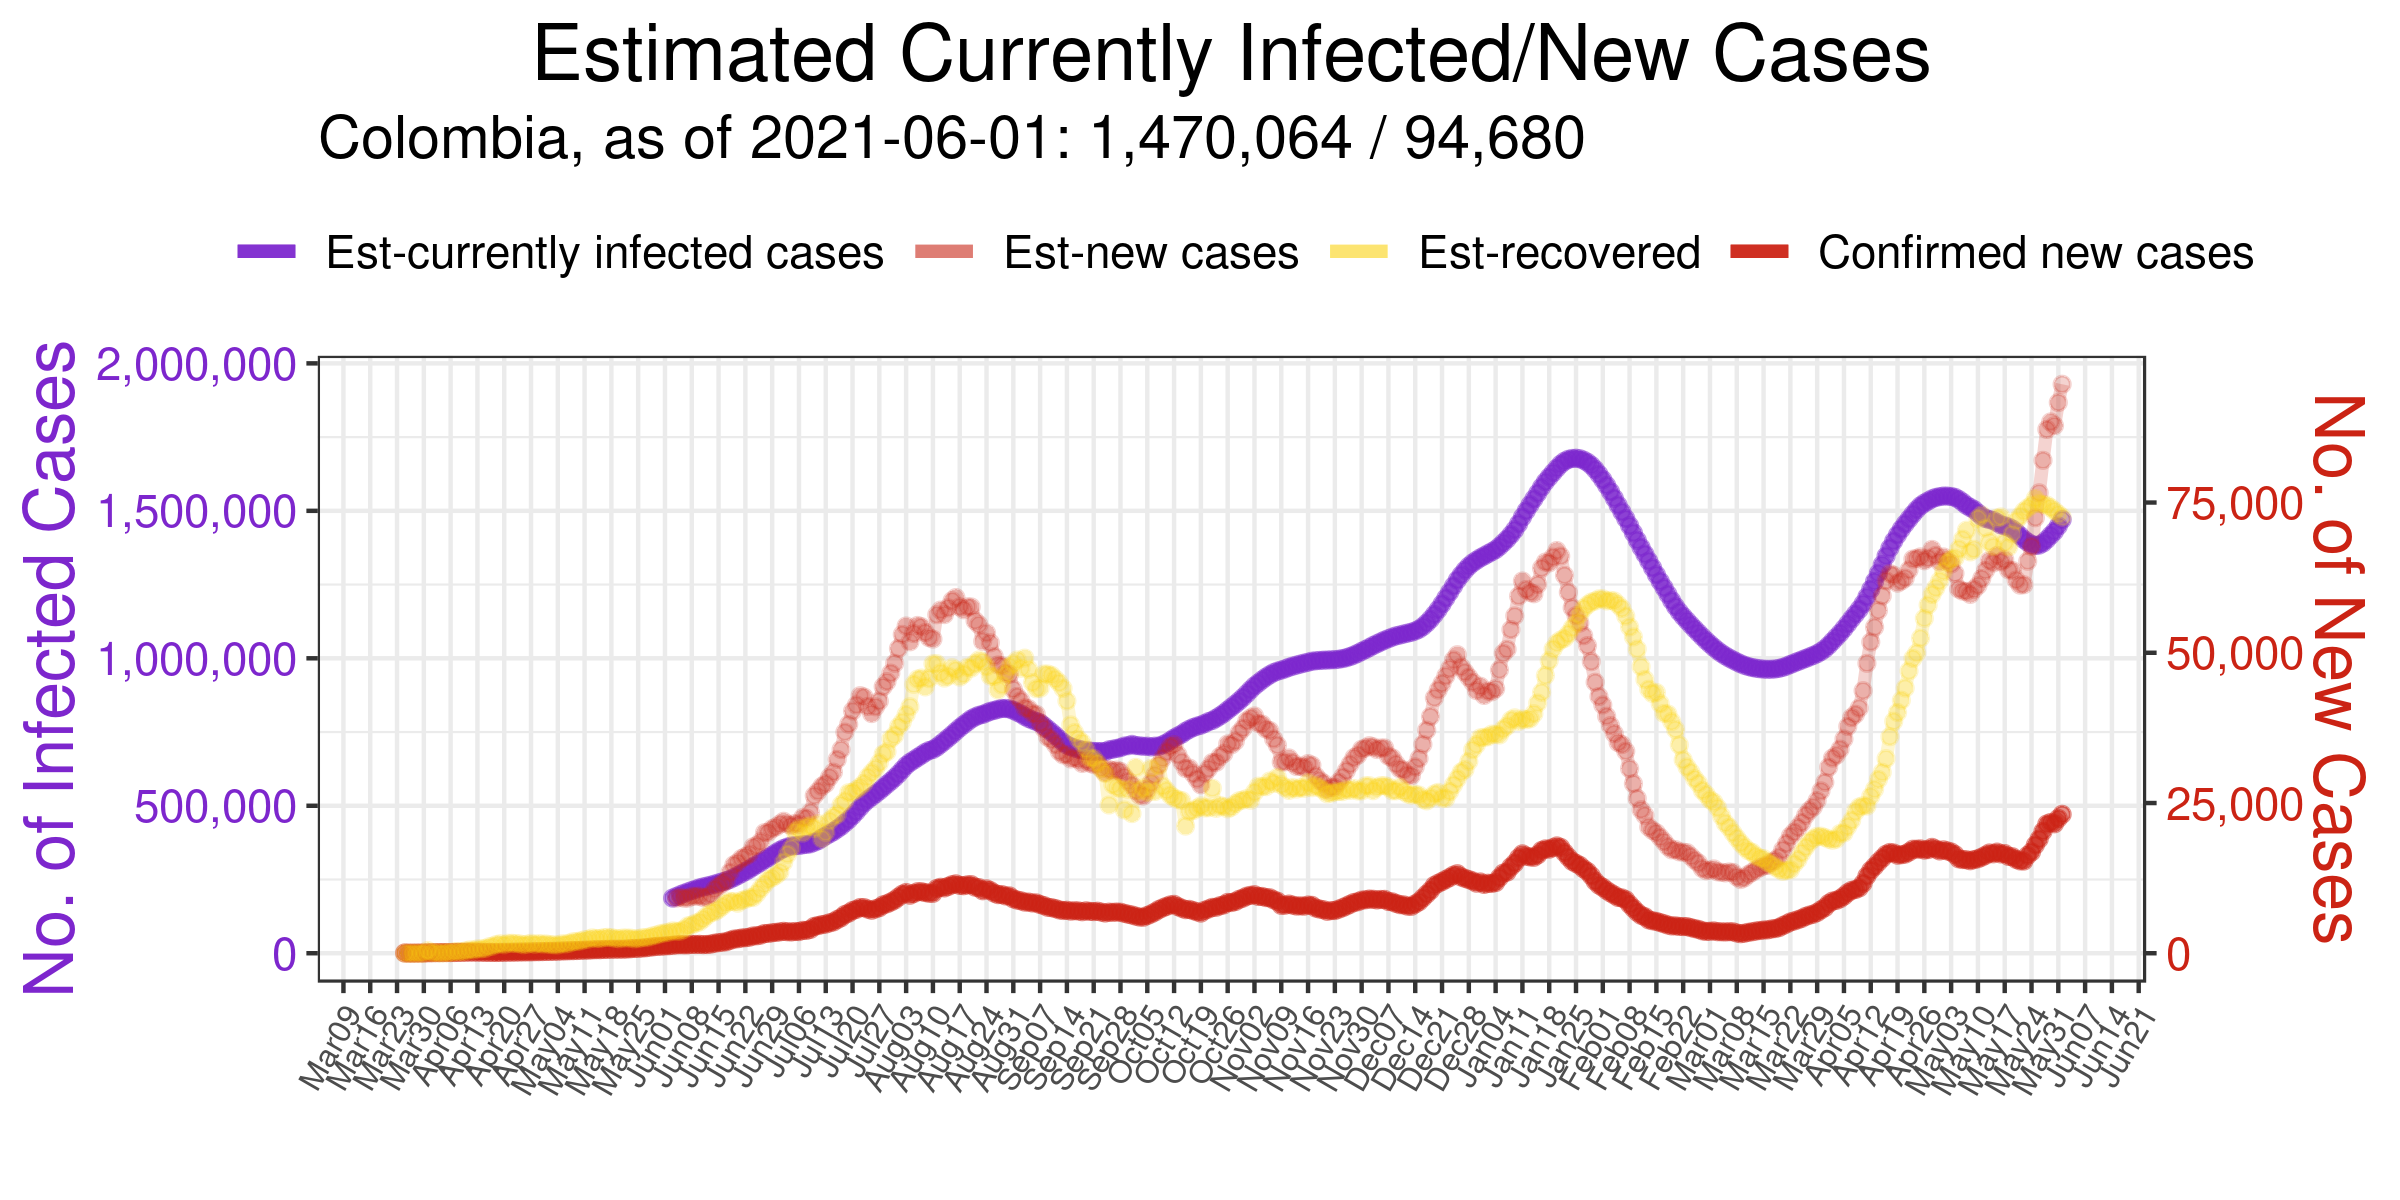 Estimated Currently Infected/New Cases
Colombia, as of 2021-06-01: 1,470,064 / 94,680
Est-currently infected cases Est-new cases Est-recovered Confirmed new cases
No. of Infected Cases
2,000,000
1,500,000
1,000,000
500,000
0
75,000
50,000
25,000
0
No. of New Cases
Mar09
Mar16
Mar23
Mar30
Apr06
Apr13
Apr20
Apr27
May04
May11
May18
May25
Jun01
Jun08
Jun15
Jun22
Jun29
Jul06
Jul13
Jul20
Jul27
Aug03
Aug10
Aug17
Aug24
Aug31
Sep07
Sep14
Sep21
Sep28
Oct05
Oct12
Oct19
Oct26
Nov02
Nov09
Nov16
Nov23
Nov30
Dec07
Dec14
Dec21
Dec28
Jan04
Jan11
Jan18
Jan25
Feb01
Feb08
Feb15
Feb22
Mar01
Mar08
Mar15
Mar22
Mar29
Apr05
Apr12
Apr19
Apr26
May03
May10
May17
May24
May31
Jun07
Jun14
Jun21